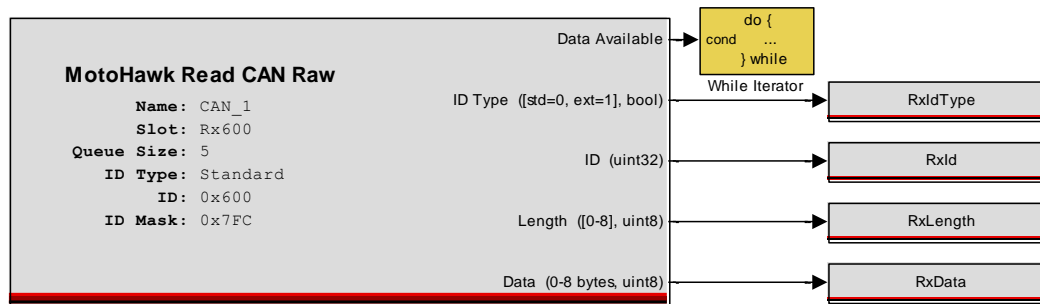 do {
Data Available
cond ...
} while
MotoHawk Read CAN Raw
While Iterator
Name: CAN_1
ID Type ([std=0, ext=1], bool)
RxIdType
Slot: Rx600
Queue Size: 5
ID Type: Standard
ID (uint32)
RxId
ID: 0x600
ID Mask: 0x7FC
Length ([0-8], uint8)
RxLength
Data (0-8 bytes, uint8)
RxData